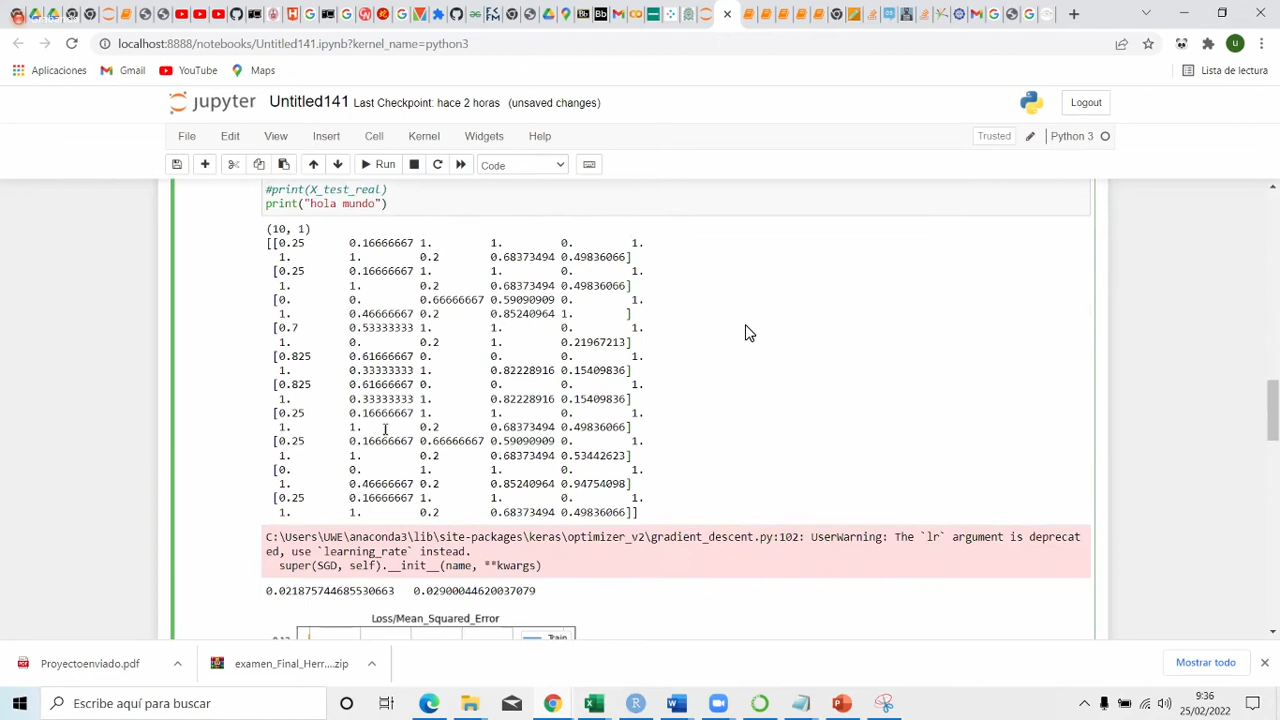 localhost:8888/notebooks/Untitled141.ipynb?kernel_name=python3
Aplicaciones Gmail YouTube Maps Lista de lectura
jupyter Untitled141 Last Checkpoint: hace 2 horas (unsaved changes) Logout
File Edit View Insert Cell Kernel Widgets Help Trusted Python 3
Run Code
#print(X_test_real)
print("hola mundo")
(10, 1)
[[0.25 0.16666667 1. 1. 0. 1.
1. 1. 0.2 0.68373494 0.49836066]
[0.25 0.16666667 1. 1. 0. 1.
1. 1. 0.2 0.68373494 0.49836066]
[0. 0. 0.66666667 0.59090909 0. 1.
1. 0.46666667 0.2 0.85240964 1. ]
[0.7 0.53333333 1. 1. 0. 1.
1. 0. 0.2 1. 0.21967213]
[0.825 0.61666667 0. 0. 0. 1.
1. 0.33333333 1. 0.82228916 0.15409836]
[0.825 0.61666667 0. 0. 0. 1.
1. 0.33333333 1. 0.82228916 0.15409836]
[0.25 0.16666667 1. 1. 0. 1.
1. 1. 0.2 0.68373494 0.49836066]
[0.25 0.16666667 0.66666667 0.59090909 0. 1.
1. 1. 0.2 0.68373494 0.53442623]
[0. 0. 1. 1. 0. 1.
1. 0.46666667 0.2 0.85240964 0.94754098]
[0.25 0.16666667 1. 1. 0. 1.
1. 1. 0.2 0.68373494 0.49836066]]
C:\Users\UWE\anaconda3\lib\site-packages\keras\optimizer_v2\gradient_descent.py:102: UserWarning: The `lr` argument is deprecat
ed, use `learning_rate` instead.
super(SGD, self).__init__(name, **kwargs)
0.021875744685530663 0.02900044620037079
Loss/Mean_Squared_Error
Train
Proyectoenviado.pdf examen_Final_Herr....zip Mostrar todo
Escribe aquí para buscar
9:36
25/02/2022